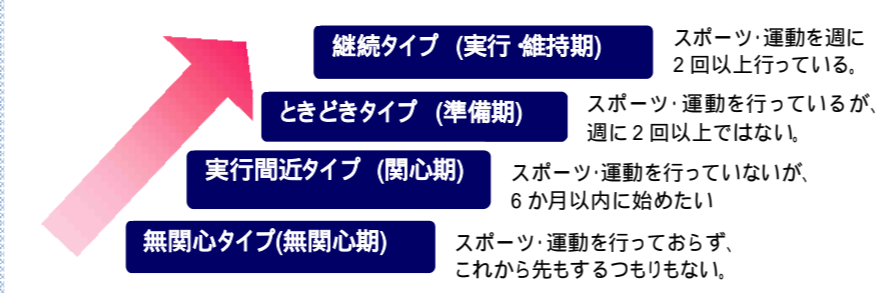 継続タイプ (実行・維持期)
スポーツ・運動を週に
2回以上行っている。
ときどきタイプ (準備期)
スポーツ・運動を行っているが、
週に2回以上ではない。
実行間近タイプ (関心期)
スポーツ・運動を行っていないが、
6か月以内に始めたい
無関心タイプ(無関心期)
スポーツ・運動を行っておらず、
これから先もするつもりもない。